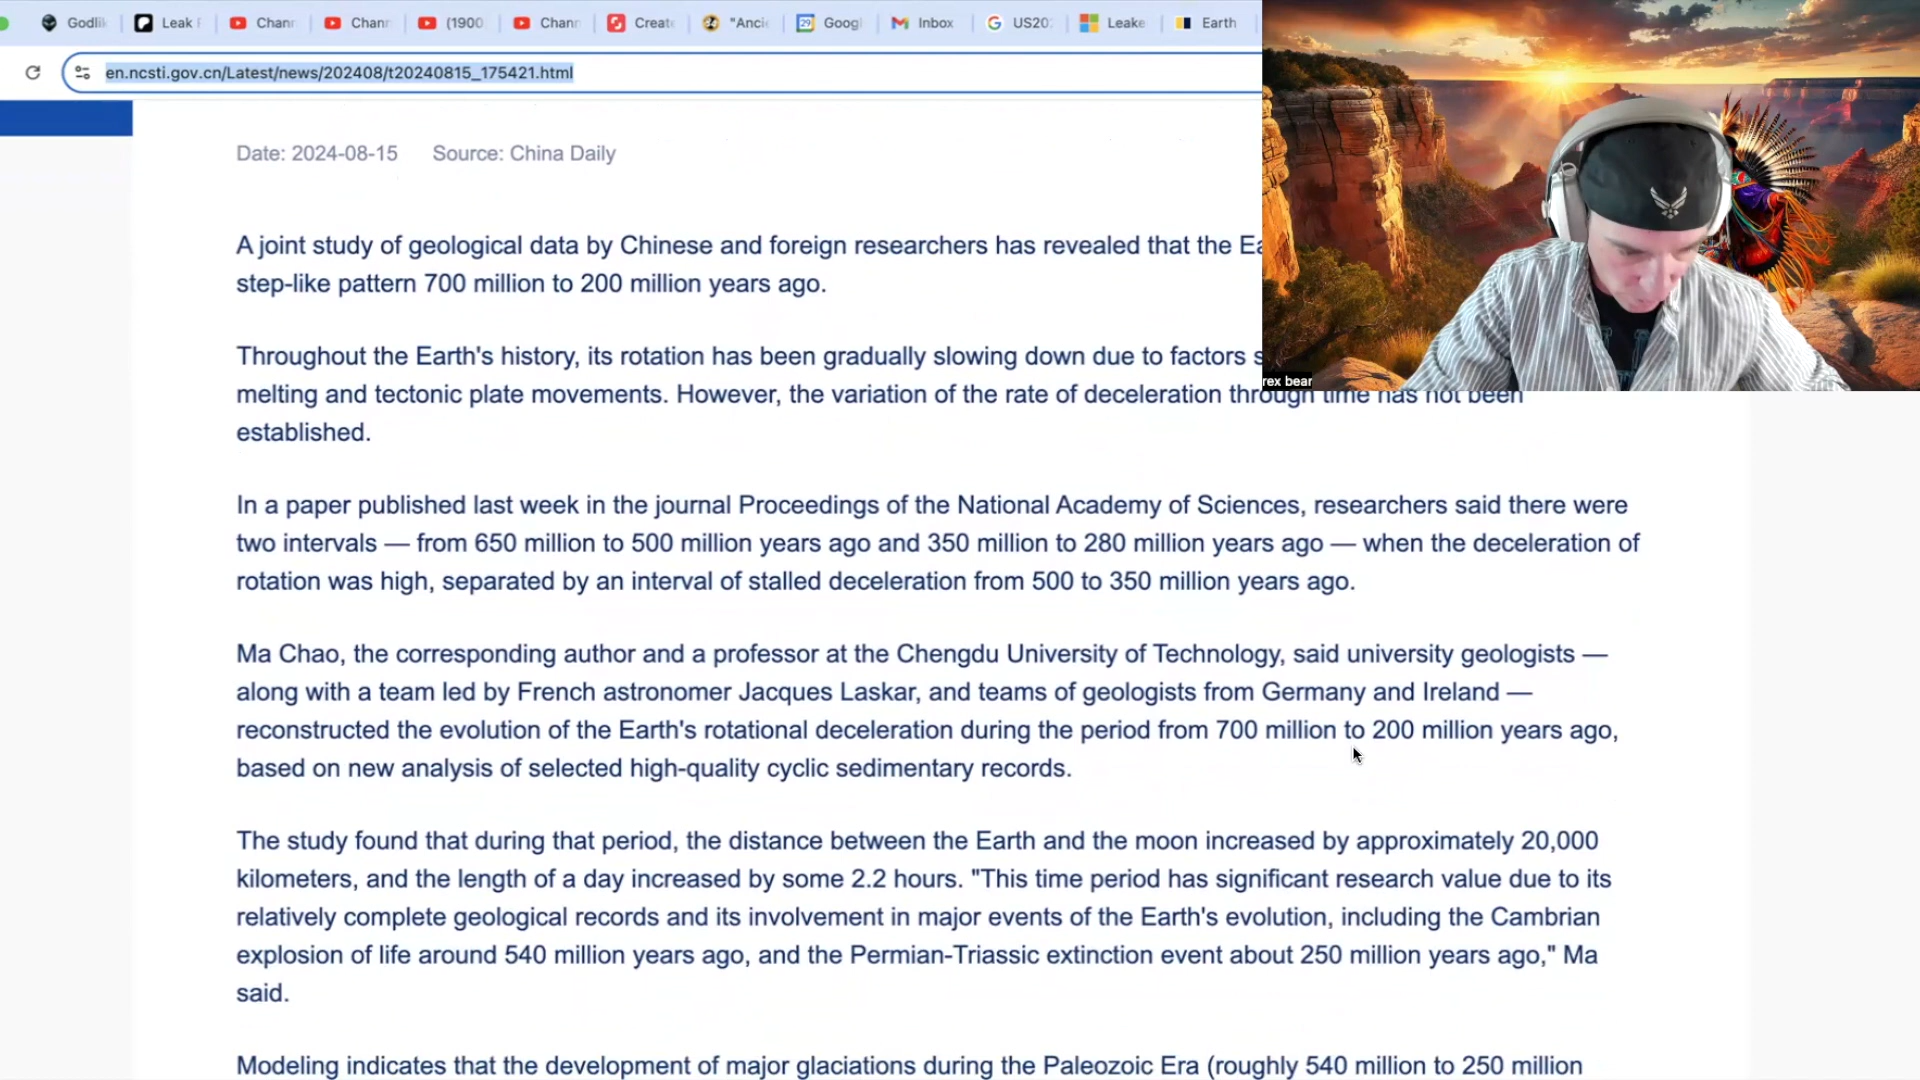 Godli
Leak
Chan
Chan
(1900
Chan
Creat
"Anci
Goog
Inbox
US20
Leake
Earth
en.ncsti.gov.cn/Latest/news/202408/t20240815_175421.html
Date: 2024-08-15 Source: China Daily
A joint study of geological data by Chinese and foreign researchers has revealed that the Ea
step-like pattern 700 million to 200 million years ago.
Throughout the Earth's history, its rotation has been gradually slowing down due to factors s
melting and tectonic plate movements. However, the variation of the rate of deceleration through time has not been
established.
In a paper published last week in the journal Proceedings of the National Academy of Sciences, researchers said there were
two intervals — from 650 million to 500 million years ago and 350 million to 280 million years ago — when the deceleration of
rotation was high, separated by an interval of stalled deceleration from 500 to 350 million years ago.
Ma Chao, the corresponding author and a professor at the Chengdu University of Technology, said university geologists —
along with a team led by French astronomer Jacques Laskar, and teams of geologists from Germany and Ireland —
reconstructed the evolution of the Earth's rotational deceleration during the period from 700 million to 200 million years ago,
based on new analysis of selected high-quality cyclic sedimentary records.
The study found that during that period, the distance between the Earth and the moon increased by approximately 20,000
kilometers, and the length of a day increased by some 2.2 hours. "This time period has significant research value due to its
relatively complete geological records and its involvement in major events of the Earth's evolution, including the Cambrian
explosion of life around 540 million years ago, and the Permian-Triassic extinction event about 250 million years ago," Ma
said.
Modeling indicates that the development of major glaciations during the Paleozoic Era (roughly 540 million to 250 million
rex bear